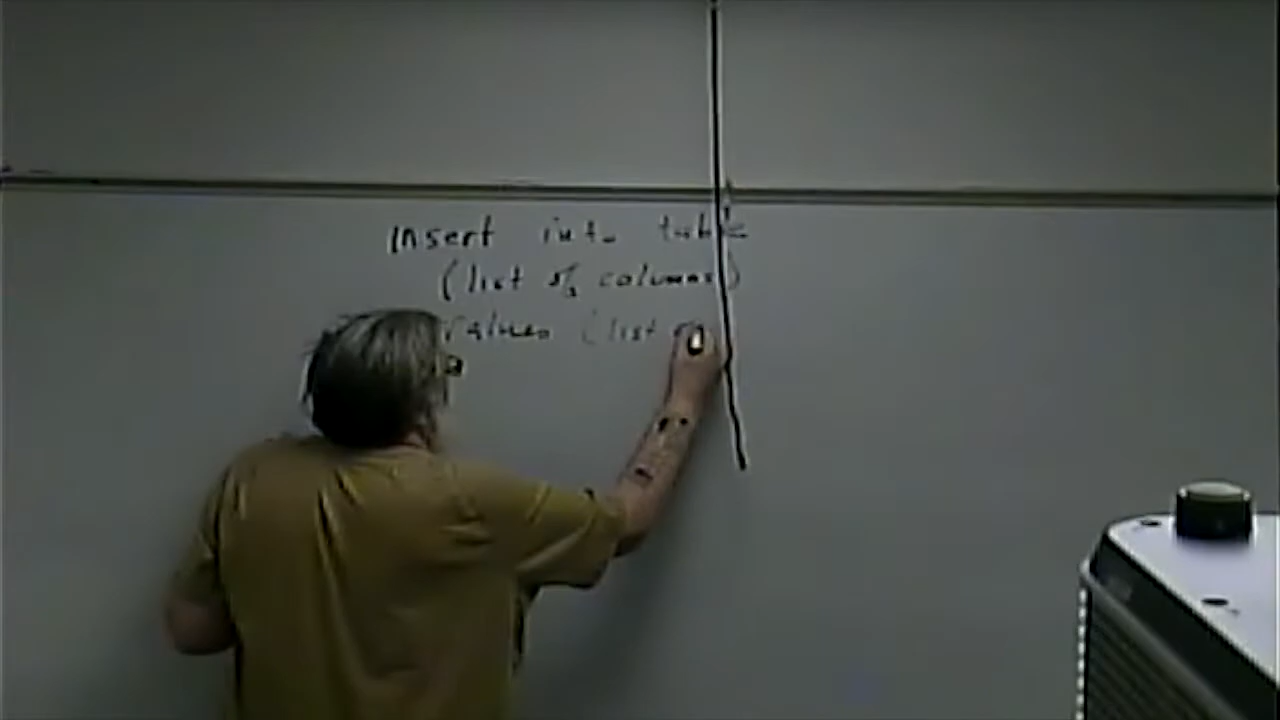 Insert into table
(list of columns)
values (list